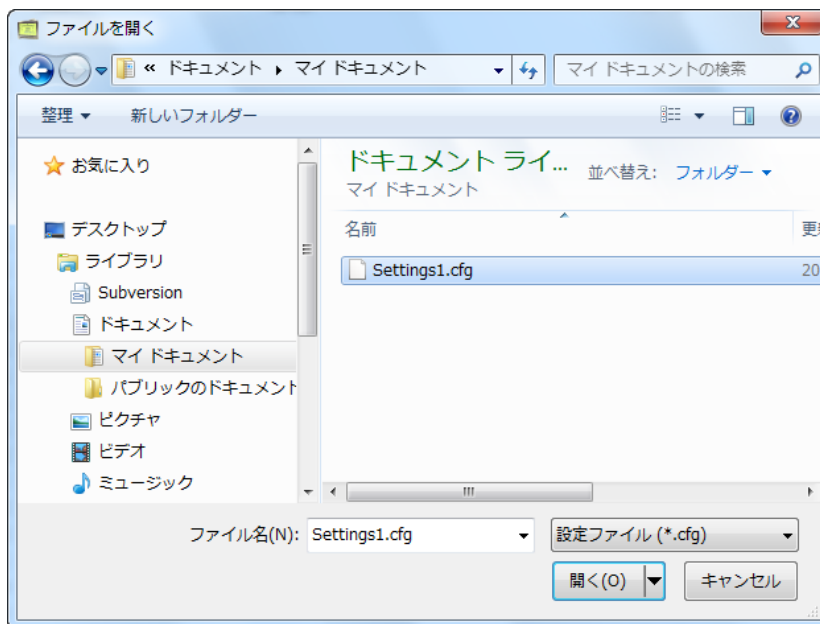 ファイルを開く
« ドキュメント ▸ マイ ドキュメント
マイ ドキュメントの検索
整理
新しいフォルダー
お気に入り
デスクトップ
ライブラリ
Subversion
ドキュメント
マイ ドキュメント
パブリックのドキュメント
ピクチャ
ビデオ
ミュージック
ドキュメント ライ...
マイ ドキュメント
並べ替え: フォルダー
名前
更新
Settings1.cfg
20
ファイル名(N): Settings1.cfg
設定ファイル (*.cfg)
開く(O)
キャンセル